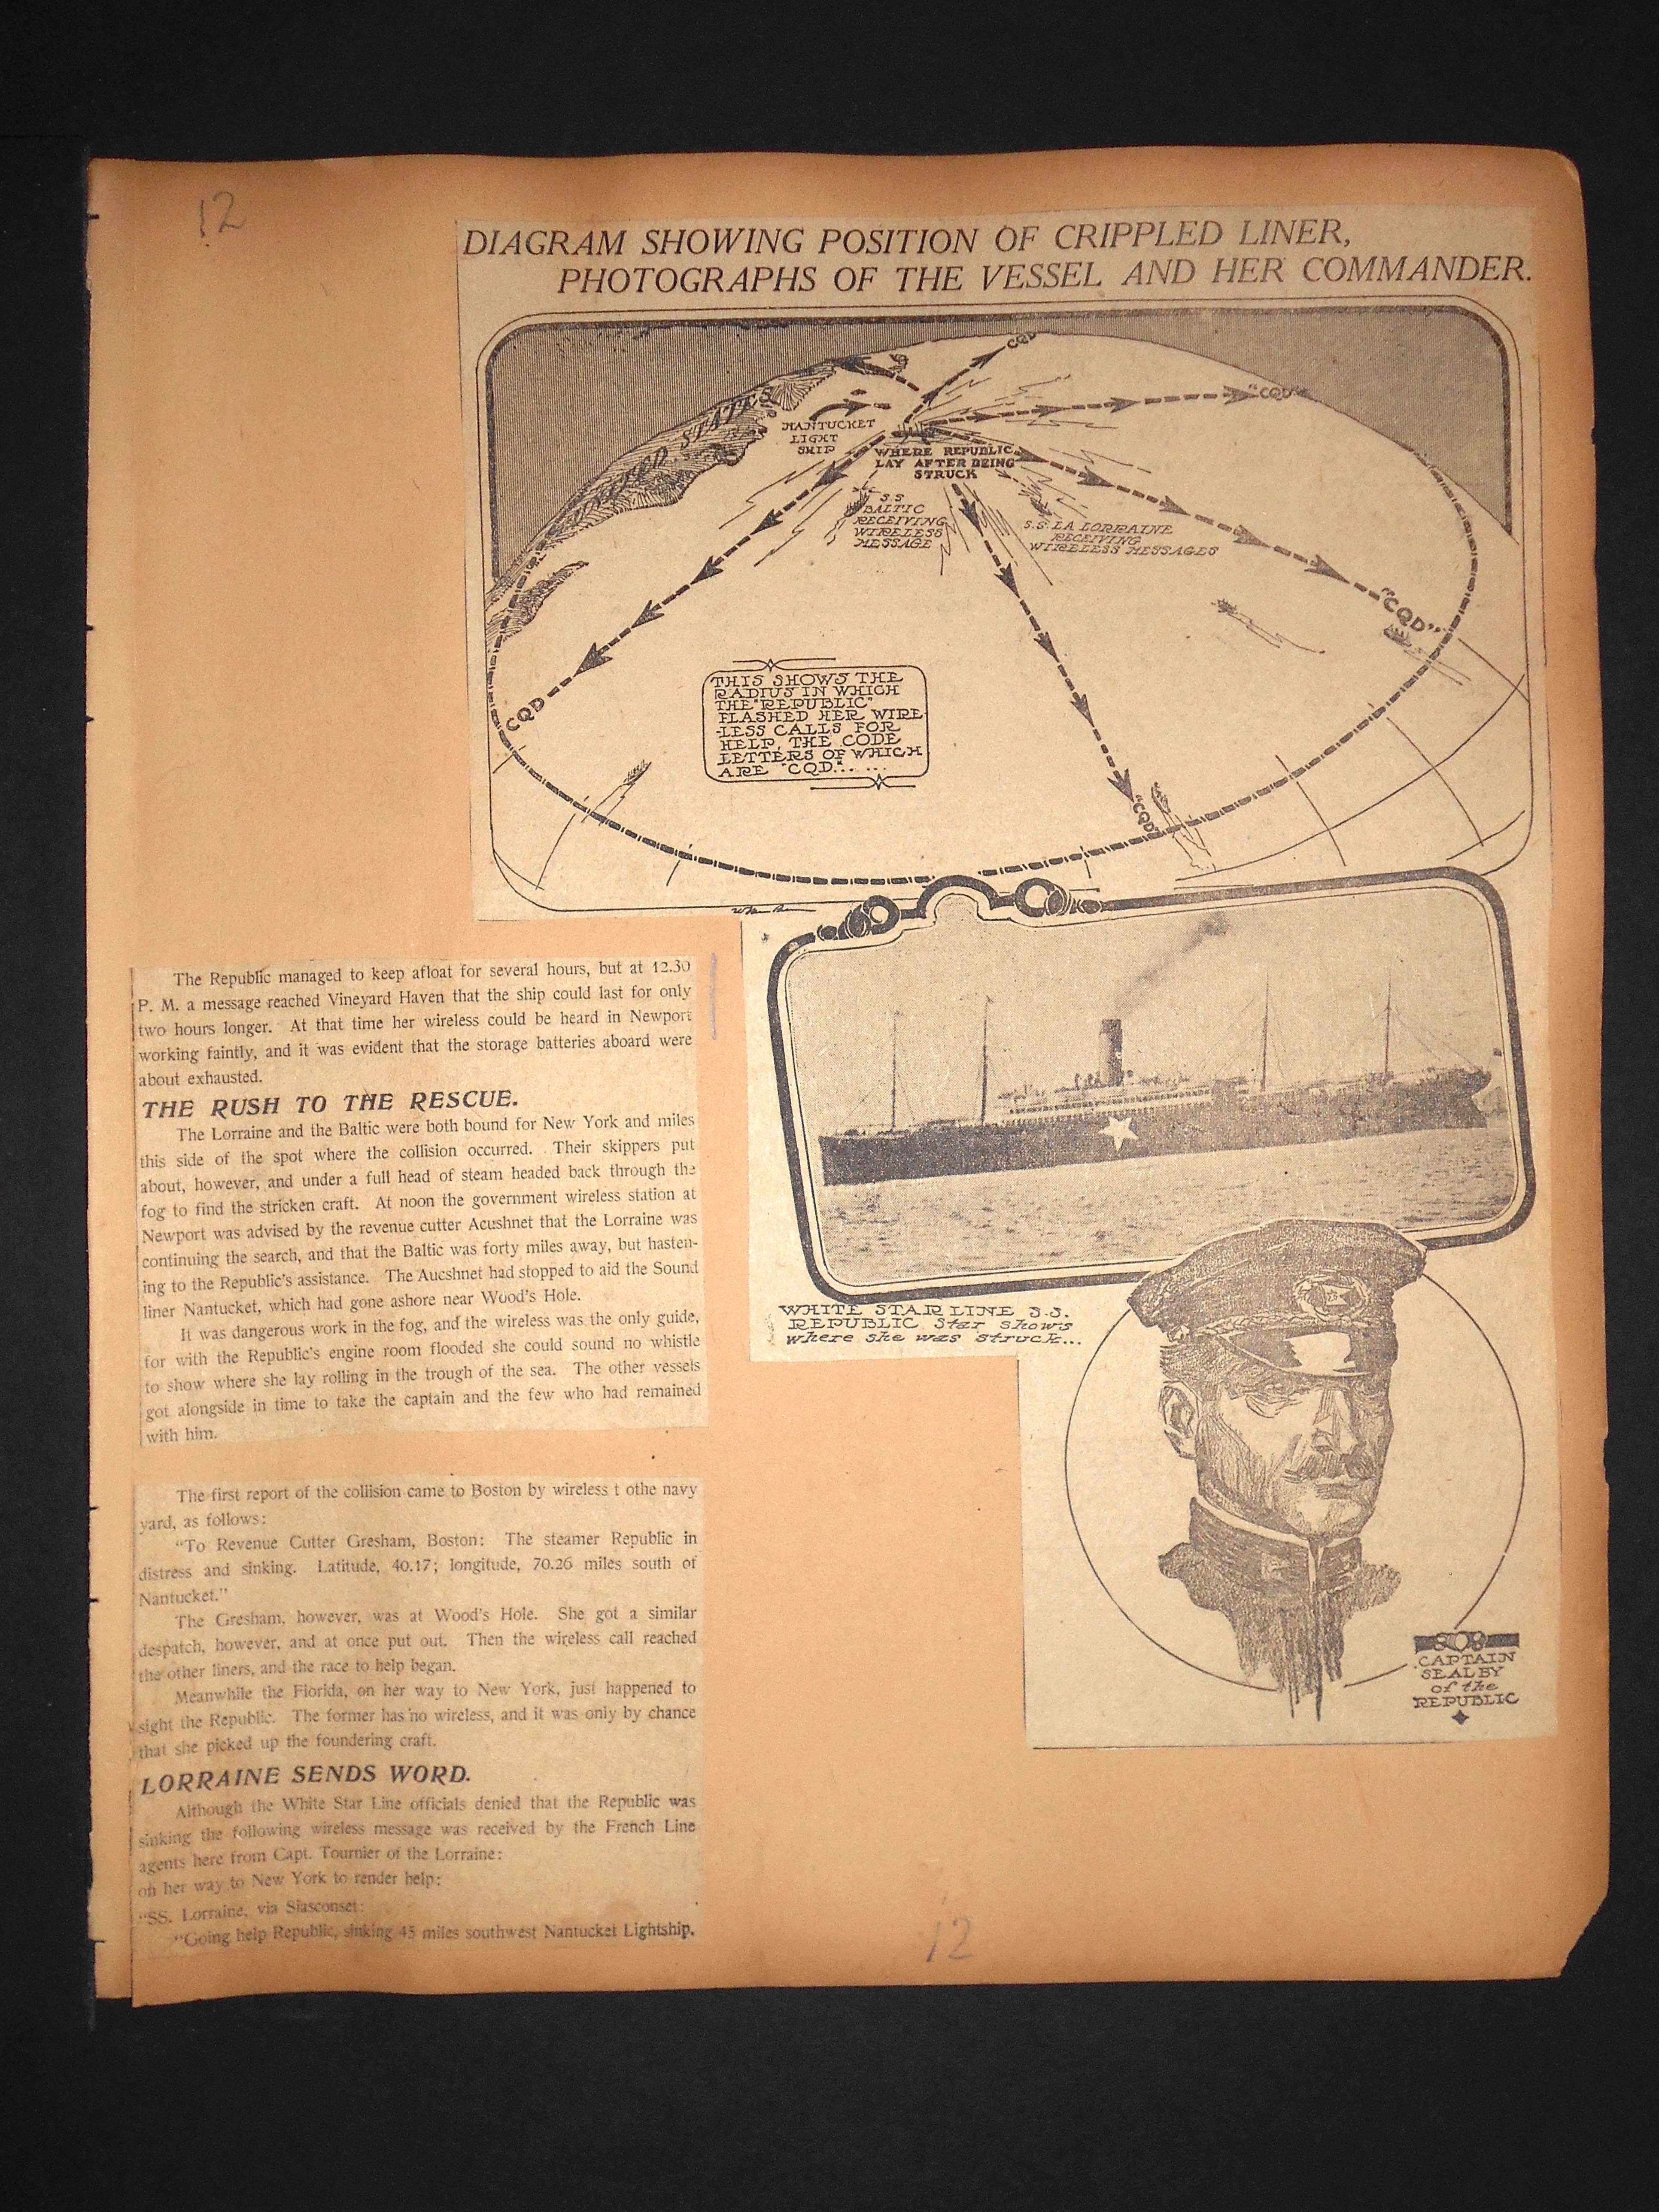 12
DIAGRAM SHOWING POSITION OF CRIPPLED LINER,
PHOTOGRAPHS OF THE VESSEL AND HER COMMANDER.
CQD
"CQD"
UNITED STATES
NANTUCKET
LIGHT
SHIP
WHERE REPUBLIC
LAY AFTER BEING
STRUCK
S.S
BALTIC
RECEIVING
WIRELESS
MESSAGE
S.S. LA LORRAINE
RECEIVING
WIRELESS MESSAGES
"CQD"
CQD
"CQD"
THIS SHOWS THE
RADIUS IN WHICH
THE "REPUBLIC"
FLASHED HER WIRE
-LESS CALLS FOR
HELP, THE CODE
LETTERS OF WHICH
ARE "CQD"... ...
WHITE STAR LINE S.S.
REPUBLIC Star shows
where she was struck...
CAPTAIN
SEALBY
of the
REPUBLIC
The Republic managed to keep afloat for several hours, but at 12.30
P. M. a message reached Vineyard Haven that the ship could last for only
two hours longer. At that time her wireless could be heard in Newport
working faintly, and it was evident that the storage batteries aboard were
about exhausted.
THE RUSH TO THE RESCUE.
The Lorraine and the Baltic were both bound for New York and miles
this side of the spot where the collision occurred. Their skippers put
about, however, and under a full head of steam headed back through the
fog to find the stricken craft. At noon the government wireless station at
Newport was advised by the revenue cutter Acushnet that the Lorraine was
continuing the search, and that the Baltic was forty miles away, but hasten-
ing to the Republic's assistance. The Aucshnet had stopped to aid the Sound
liner Nantucket, which had gone ashore near Wood's Hole.
It was dangerous work in the fog, and the wireless was the only guide,
for with the Republic's engine room flooded she could sound no whistle
to show where she lay rolling in the trough of the sea. The other vessels
got alongside in time to take the captain and the few who had remained
with him.
The first report of the collision came to Boston by wireless t othe navy
yard, as follows:
"To Revenue Cutter Gresham, Boston: The steamer Republic in
distress and sinking. Latitude, 40.17; longitude, 70.26 miles south of
Nantucket."
The Gresham, however, was at Wood's Hole. She got a similar
despatch, however, and at once put out. Then the wireless call reached
the other liners, and the race to help began.
Meanwhile the Florida, on her way to New York, just happened to
sight the Republic. The former has no wireless, and it was only by chance
that she picked up the foundering craft.
LORRAINE SENDS WORD.
Although the White Star Line officials denied that the Republic was
sinking the following wireless message was received by the French Line
agents here from Capt. Tournier of the Lorraine:
on her way to New York to render help:
"SS. Lorraine, via Siasconset:
"Going help Republic, sinking 45 miles southwest Nantucket Lightship.
12